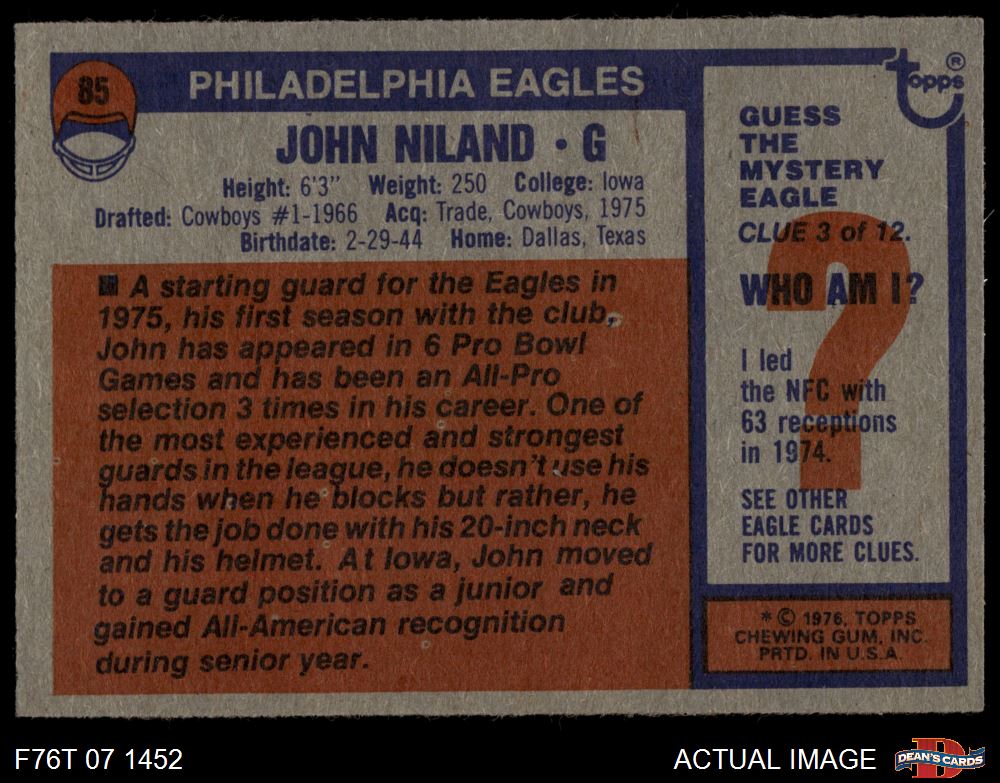 85
PHILADELPHIA EAGLES
JOHN NILAND • G
Height: 6'3" Weight: 250 College: Iowa
Drafted: Cowboys #1-1966 Acq: Trade, Cowboys, 1975
Birthdate: 2-29-44 Home: Dallas, Texas
■ A starting guard for the Eagles in
1975, his first season with the club,
John has appeared in 6 Pro Bowl
Games and has been an All-Pro
selection 3 times in his career. One of
the most experienced and strongest
guards in the league, he doesn't use his
hands when he blocks but rather, he
gets the job done with his 20-inch neck
and his helmet. At Iowa, John moved
to a guard position as a junior and
gained All-American recognition
during senior year.
topps ®
GUESS
THE
MYSTERY
EAGLE
CLUE 3 of 12.
WHO AM I?
?
I led
the NFC with
63 receptions
in 1974.
SEE OTHER
EAGLE CARDS
FOR MORE CLUES.
* © 1976, TOPPS
CHEWING GUM, INC.
PRTD. IN U.S.A.
F76T 07 1452
ACTUAL IMAGE
D
DEAN'S CARDS